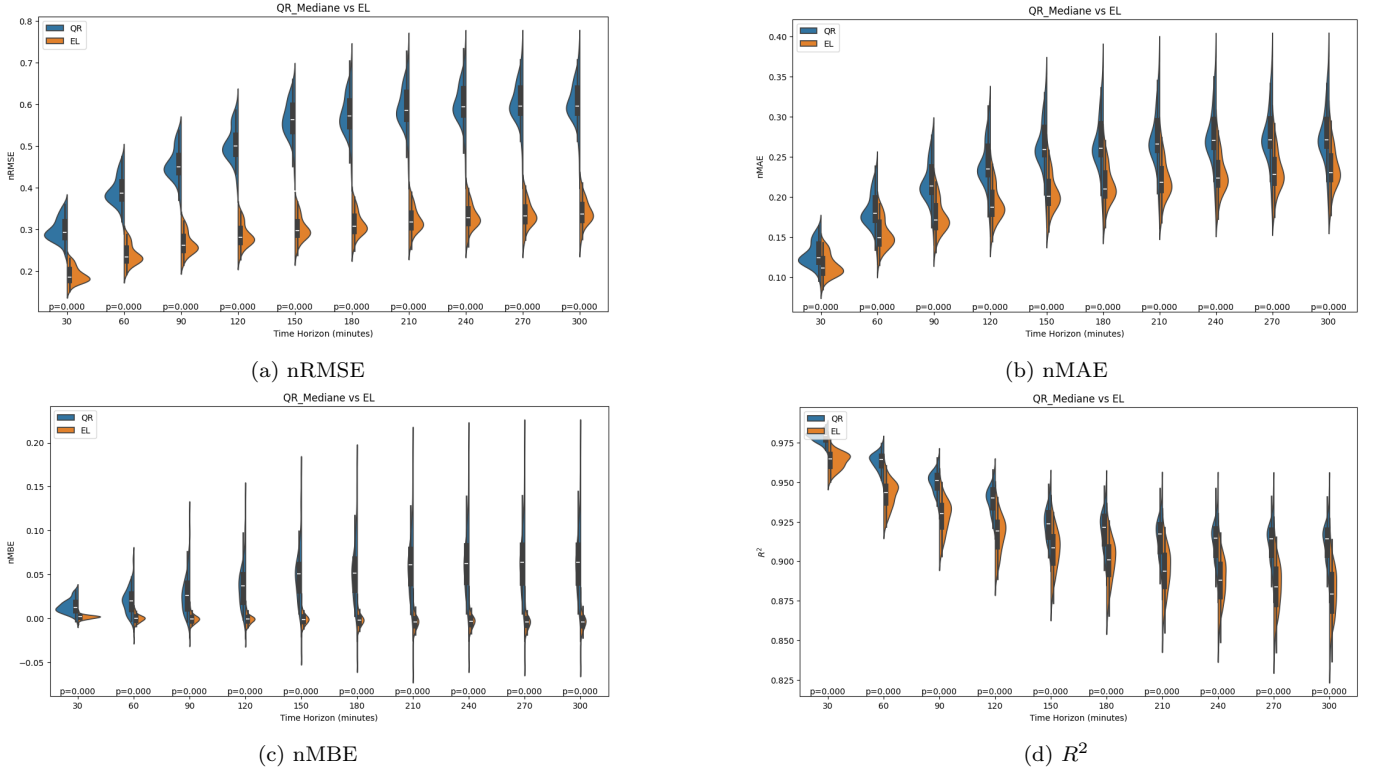 QR_Mediane vs EL
0.8
0.7
0.6
0.5
0.4
0.3
0.2
nRMSE
QR
EL
p=0.000 p=0.000 p=0.000 p=0.000 p=0.000 p=0.000 p=0.000 p=0.000 p=0.000 p=0.000
30 60 90 120 150 180 210 240 270 300
Time Horizon (minutes)
(a) nRMSE
QR_Mediane vs EL
0.40
0.35
0.30
0.25
0.20
0.15
0.10
nMAE
QR
EL
p=0.000 p=0.000 p=0.000 p=0.000 p=0.000 p=0.000 p=0.000 p=0.000 p=0.000 p=0.000
30 60 90 120 150 180 210 240 270 300
Time Horizon (minutes)
(b) nMAE
QR_Mediane vs EL
0.20
0.15
0.10
0.05
0.00
−0.05
nMBE
QR
EL
p=0.000 p=0.000 p=0.000 p=0.000 p=0.000 p=0.000 p=0.000 p=0.000 p=0.000 p=0.000
30 60 90 120 150 180 210 240 270 300
Time Horizon (minutes)
(c) nMBE
QR_Mediane vs EL
0.975
0.950
0.925
0.900
0.875
0.850
0.825
R²
QR
EL
p=0.000 p=0.000 p=0.000 p=0.000 p=0.000 p=0.000 p=0.000 p=0.000 p=0.000 p=0.000
30 60 90 120 150 180 210 240 270 300
Time Horizon (minutes)
(d) R²